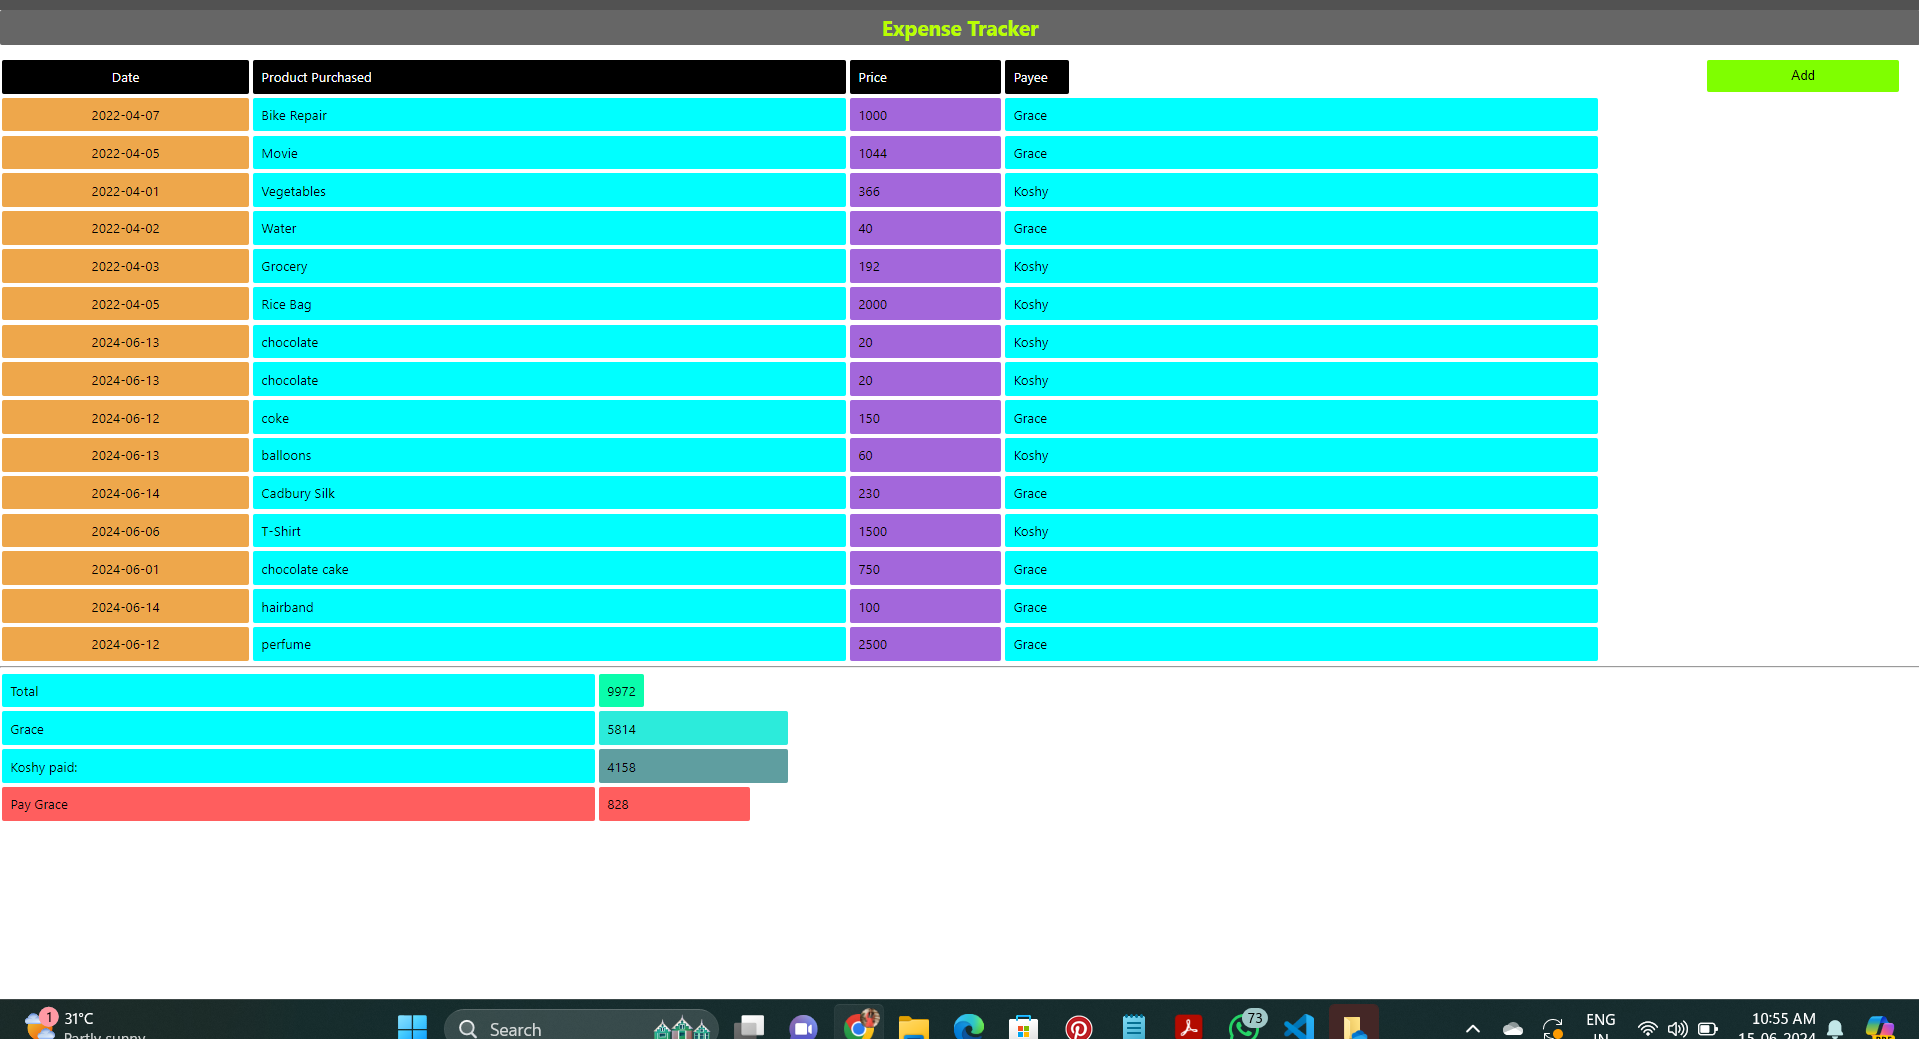 Expense Tracker
Date Product Purchased Price Payee Add
2022-04-07 Bike Repair 1000 Grace
2022-04-05 Movie 1044 Grace
2022-04-01 Vegetables 366 Koshy
2022-04-02 Water 40 Grace
2022-04-03 Grocery 192 Koshy
2022-04-05 Rice Bag 2000 Koshy
2024-06-13 chocolate 20 Koshy
2024-06-13 chocolate 20 Koshy
2024-06-12 coke 150 Grace
2024-06-13 balloons 60 Koshy
2024-06-14 Cadbury Silk 230 Grace
2024-06-06 T-Shirt 1500 Koshy
2024-06-01 chocolate cake 750 Grace
2024-06-14 hairband 100 Grace
2024-06-12 perfume 2500 Grace
Total 9972
Grace 5814
Koshy paid: 4158
Pay Grace 828
1 31°C Search 73 ENG 10:55 AM
Partly sunny IN 15-06-2024